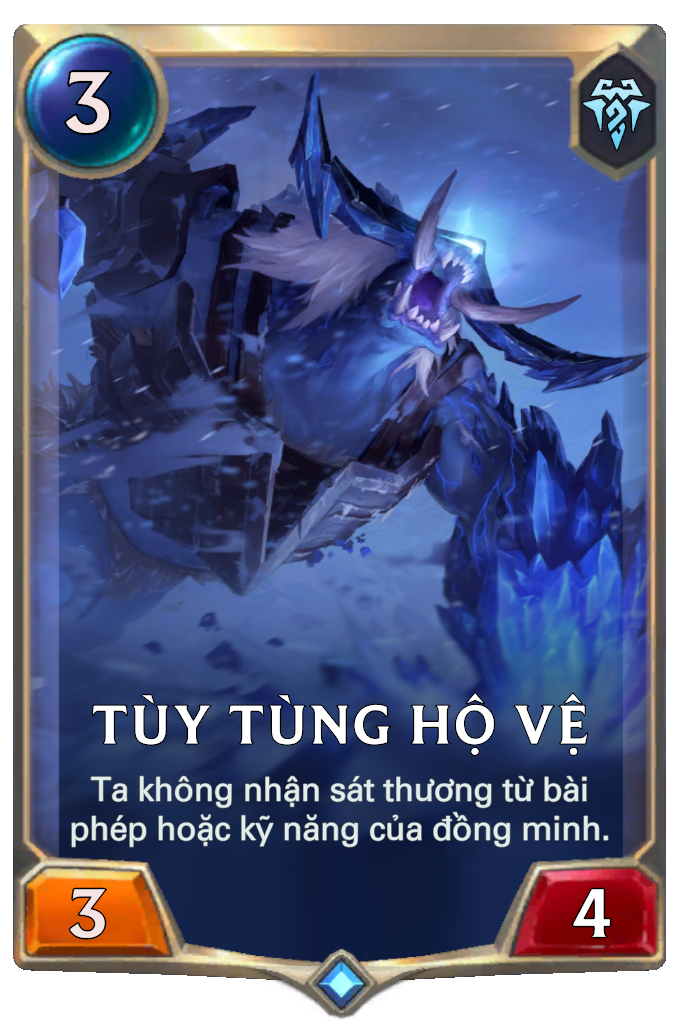 3
TÙY TÙNG HỘ VỆ
Ta không nhận sát thương từ bài
phép hoặc kỹ năng của đồng minh.
3
4